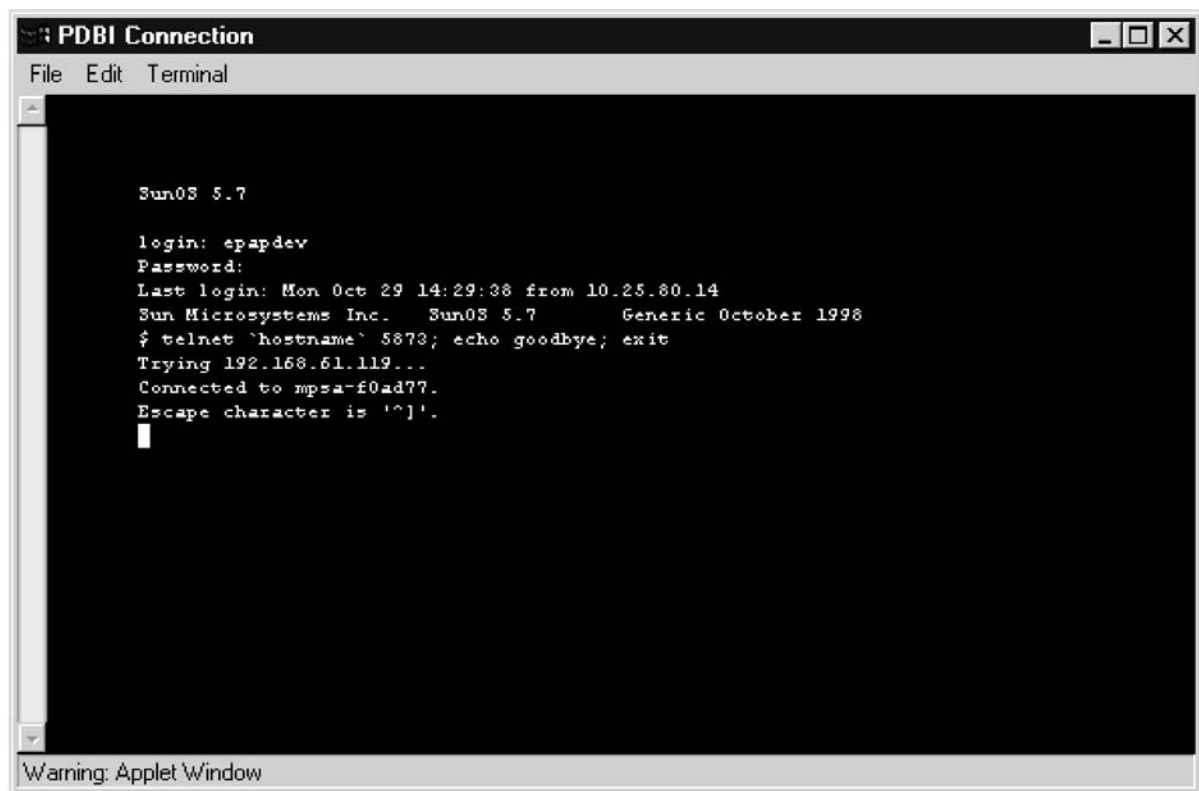 PDBI Connection
File Edit Terminal
SunOS 5.7
login: epapdev
Password:
Last login: Mon Oct 29 14:29:38 from 10.25.80.14
Sun Microsystems Inc. SunOS 5.7 Generic October 1998
$ telnet `hostname` 5873; echo goodbye; exit
Trying 192.168.61.119...
Connected to mpsa-f0ad77.
Escape character is '^]'.
Warning: Applet Window